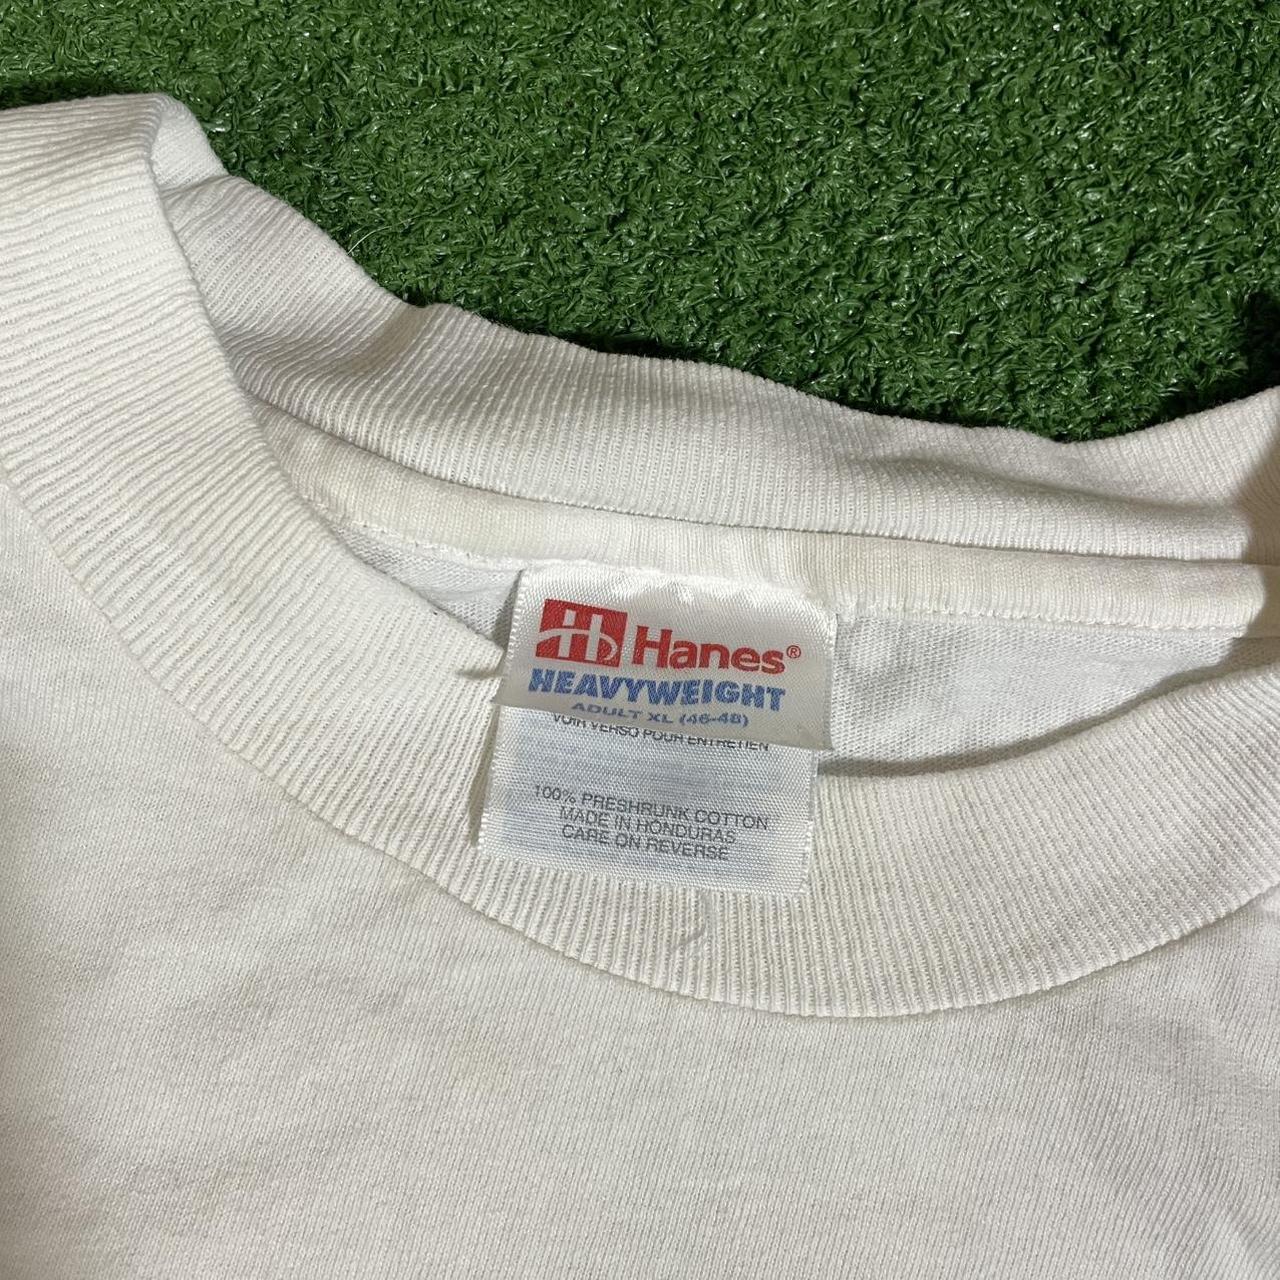 Hanes®
HEAVYWEIGHT
ADULT XL (46-48)
VOIR VERSO POUR ENTRETIEN
100% PRESHRUNK COTTON
MADE IN HONDURAS
CARE ON REVERSE